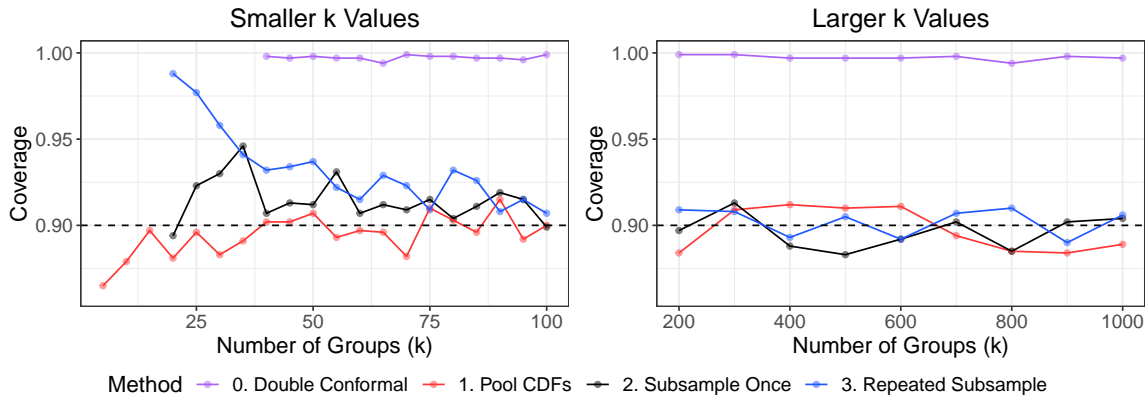 Smaller k Values
Larger k Values
Coverage
1.00
0.95
0.90
25
50
75
100
Number of Groups (k)
Coverage
1.00
0.95
0.90
200
400
600
800
1000
Number of Groups (k)
Method 0. Double Conformal 1. Pool CDFs 2. Subsample Once 3. Repeated Subsample